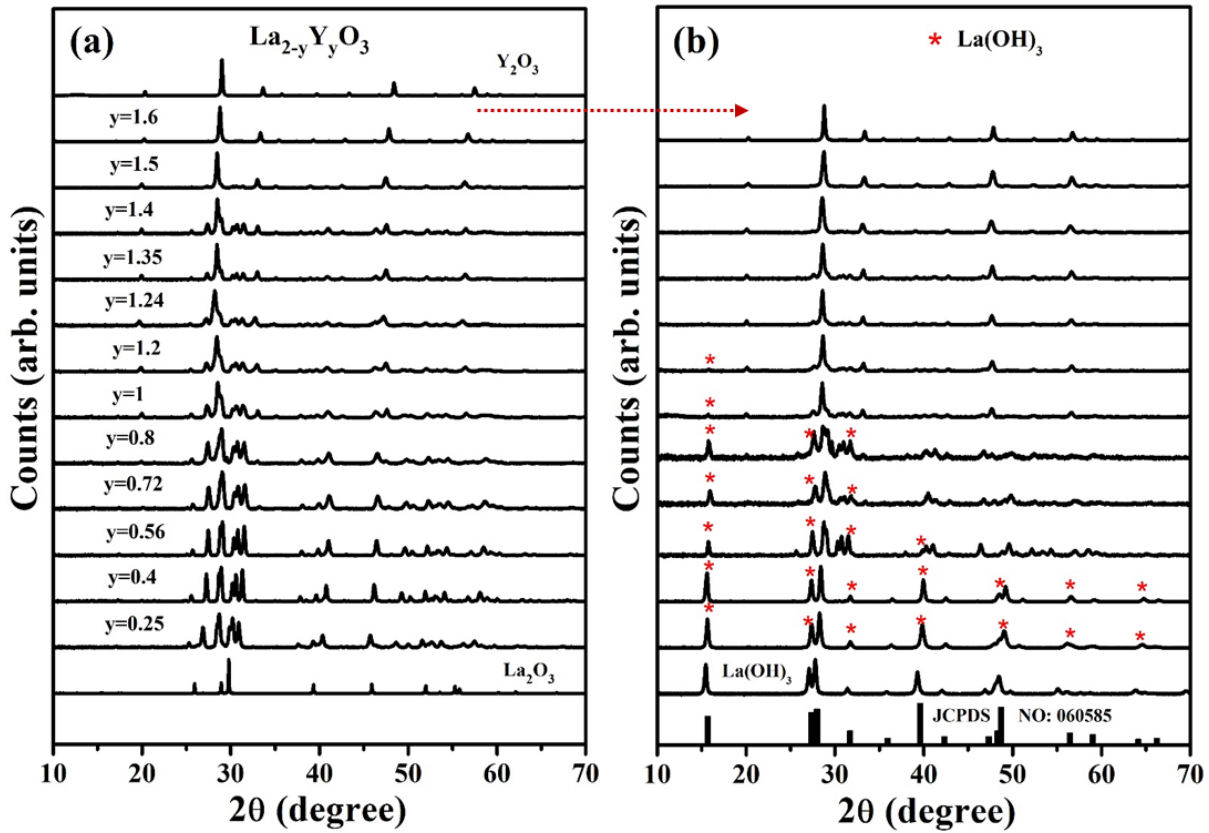 (a)
La₂₋yYyO₃
Y₂O₃
y=1.6
y=1.5
y=1.4
y=1.35
y=1.24
y=1.2
y=1
y=0.8
y=0.72
y=0.56
y=0.4
y=0.25
La₂O₃
Counts (arb. units)
10 20 30 40 50 60 70
2θ (degree)
(b)
* La(OH)₃
* 
* 
* * *
* * *
* * * *
* * * * * * *
* * * * * * *
La(OH)₃
JCPDS NO: 060585
Counts (arb. units)
10 20 30 40 50 60 70
2θ (degree)